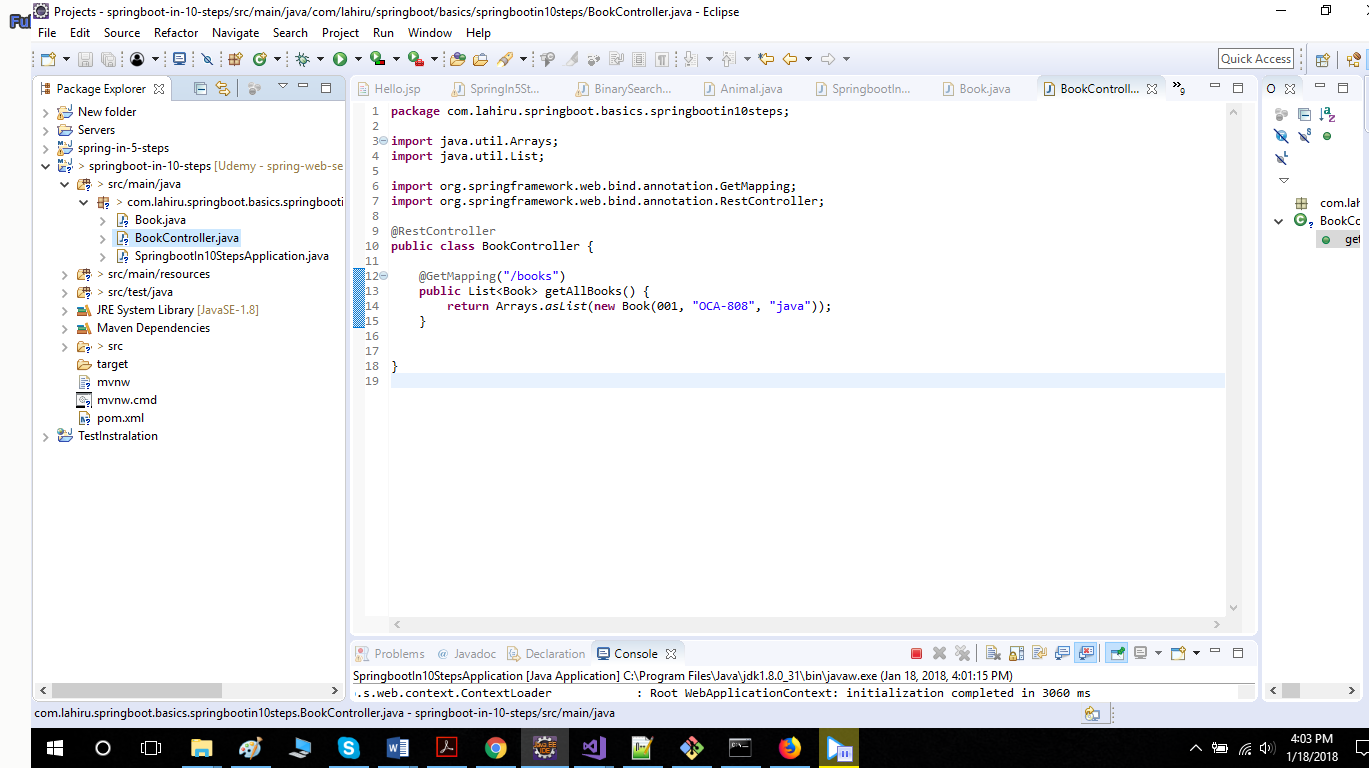 Ful
Projects - springboot-in-10-steps/src/main/java/com/lahiru/springboot/basics/springbootin10steps/BookController.java - Eclipse
File Edit Source Refactor Navigate Search Project Run Window Help
Quick Access
Package Explorer
New folder
Servers
spring-in-5-steps
> springboot-in-10-steps [Udemy - spring-web-se
> src/main/java
> com.lahiru.springboot.basics.springbooti
Book.java
BookController.java
SpringbootIn10StepsApplication.java
> src/main/resources
> src/test/java
JRE System Library [JavaSE-1.8]
Maven Dependencies
> src
target
mvnw
mvnw.cmd
pom.xml
TestInstralation
Hello.jsp SpringIn5St... BinarySearch... Animal.java SpringbootIn... Book.java BookControll... »9
1 package com.lahiru.springboot.basics.springbootin10steps;
2
3 import java.util.Arrays;
4 import java.util.List;
5
6 import org.springframework.web.bind.annotation.GetMapping;
7 import org.springframework.web.bind.annotation.RestController;
8
9 @RestController
10 public class BookController {
11
12 @GetMapping("/books")
13 public List<Book> getAllBooks() {
14 return Arrays.asList(new Book(001, "OCA-808", "java"));
15 }
16
17
18 }
19
O
com.lah
BookCo
get
Problems @ Javadoc Declaration Console
SpringbootIn10StepsApplication [Java Application] C:\Program Files\Java\jdk1.8.0_31\bin\javaw.exe (Jan 18, 2018, 4:01:15 PM)
.s.web.context.ContextLoader : Root WebApplicationContext: initialization completed in 3060 ms
com.lahiru.springboot.basics.springbootin10steps.BookController.java - springboot-in-10-steps/src/main/java
4:03 PM
1/18/2018